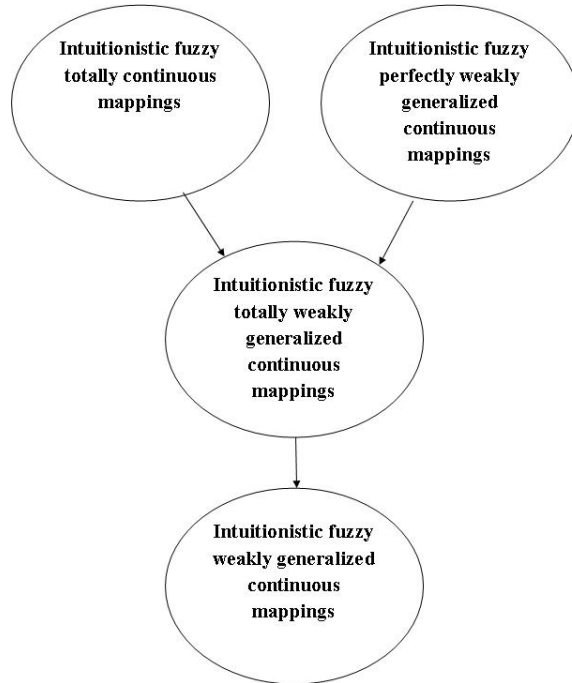 Intuitionistic fuzzy
totally continuous
mappings
Intuitionistic fuzzy
perfectly weakly
generalized
continuous
mappings
Intuitionistic fuzzy
totally weakly
generalized
continuous
mappings
Intuitionistic fuzzy
weakly generalized
continuous
mappings